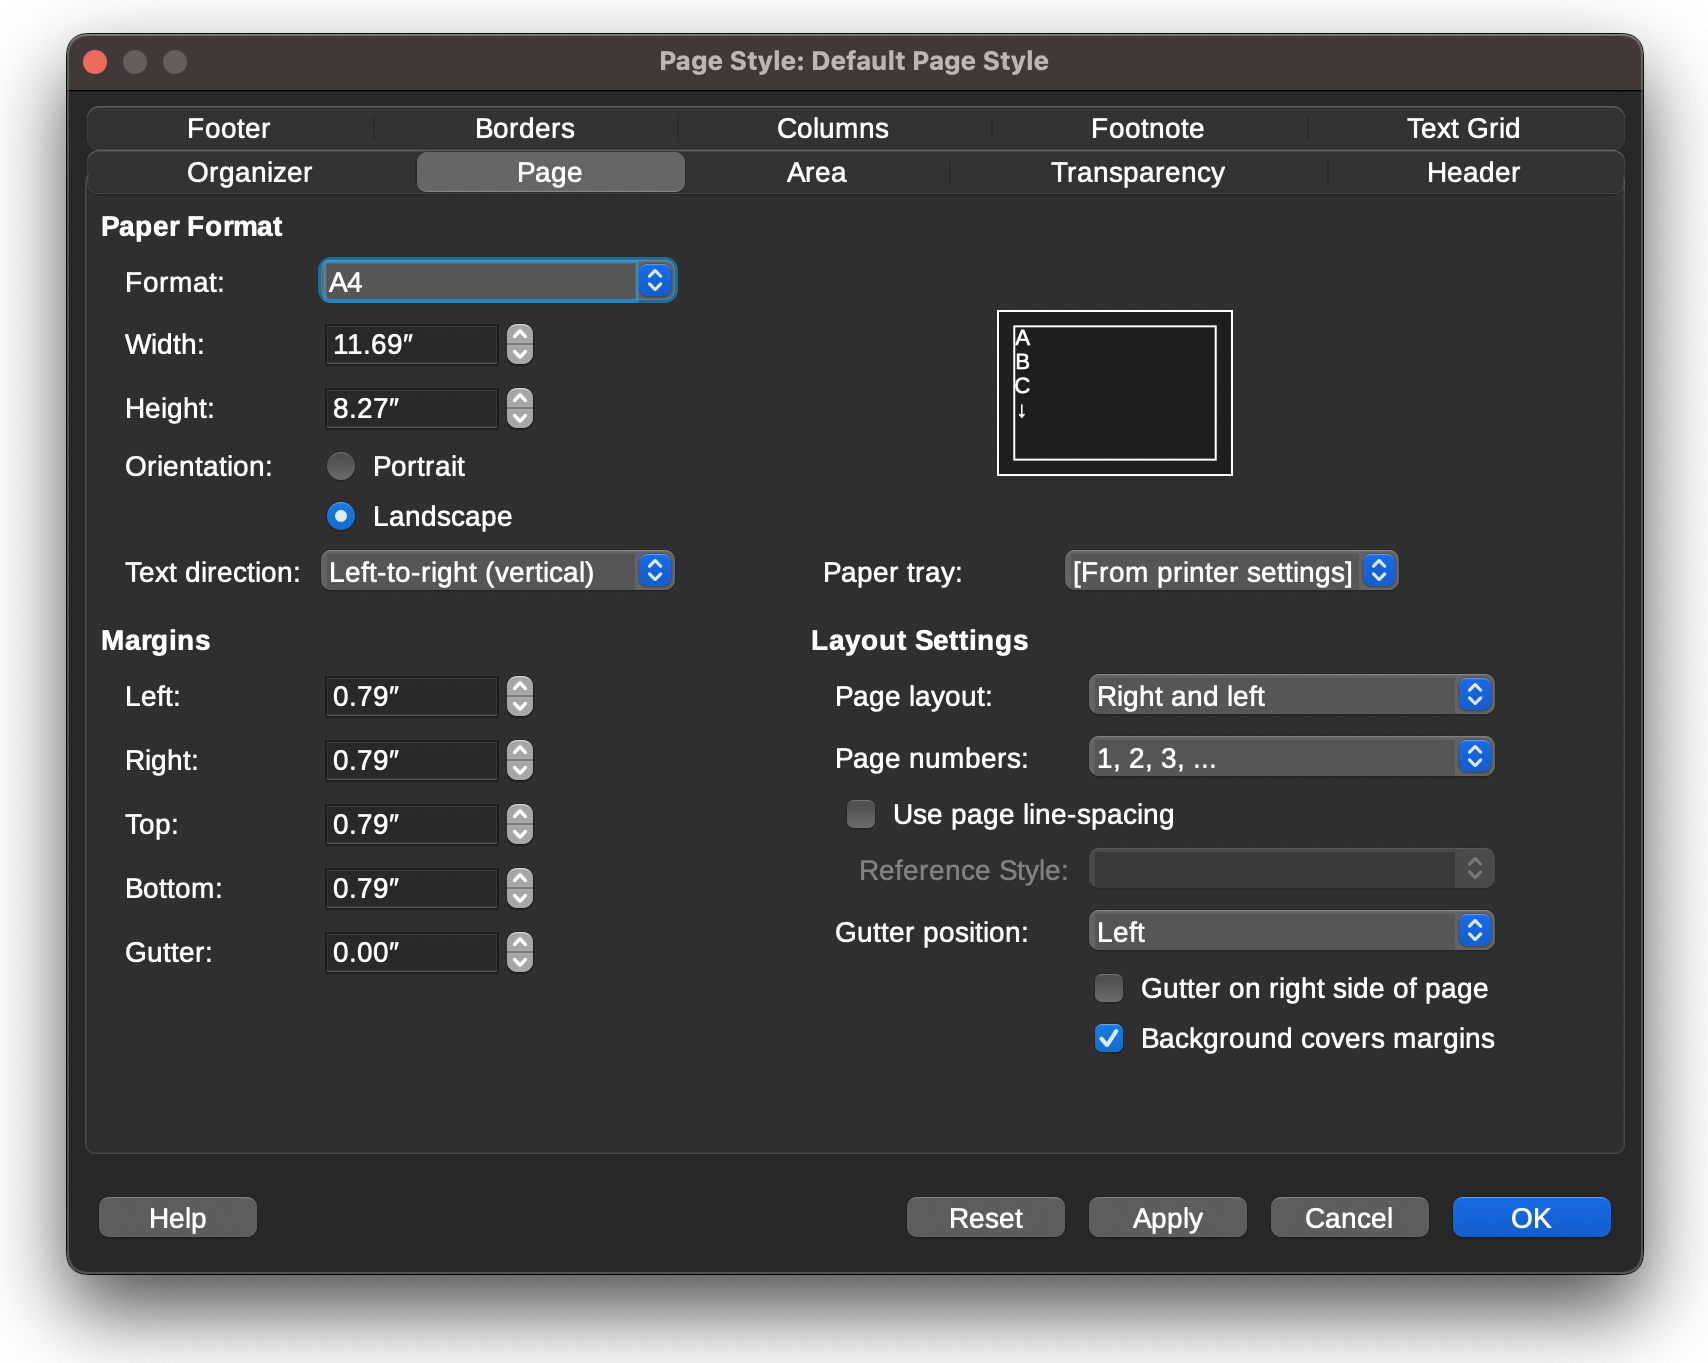 Page Style: Default Page Style
Footer Borders Columns Footnote Text Grid
Organizer Page Area Transparency Header
Paper Format
Format: A4
Width: 11.69″
Height: 8.27″
Orientation: Portrait
Landscape
A
B
C
↓
Text direction: Left-to-right (vertical)
Paper tray: [From printer settings]
Margins
Left: 0.79″
Right: 0.79″
Top: 0.79″
Bottom: 0.79″
Gutter: 0.00″
Layout Settings
Page layout: Right and left
Page numbers: 1, 2, 3, ...
Use page line-spacing
Reference Style:
Gutter position: Left
Gutter on right side of page
Background covers margins
Help Reset Apply Cancel OK